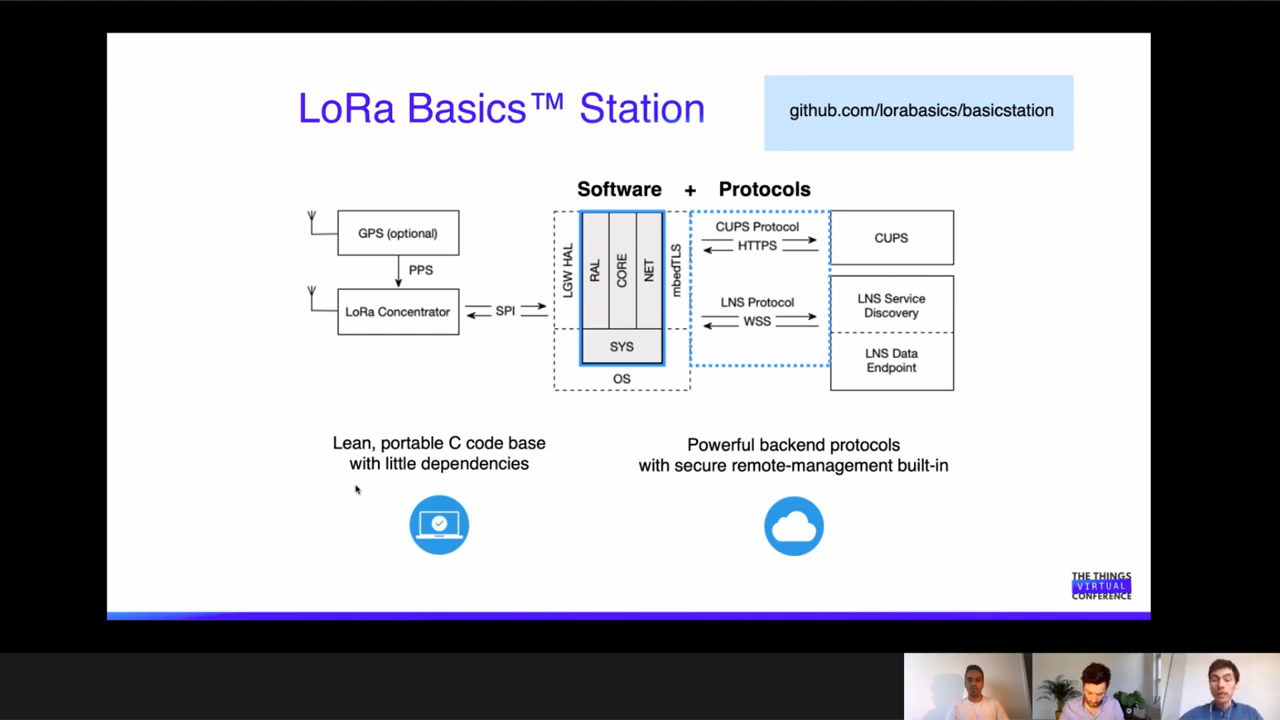 LoRa Basics™ Station
github.com/lorabasics/basicstation
Software + Protocols
GPS (optional)
PPS
LoRa Concentrator
SPI
LGW HAL
RAL
CORE
NET
mbedTLS
SYS
OS
CUPS Protocol
HTTPS
LNS Protocol
WSS
CUPS
LNS Service
Discovery
LNS Data
Endpoint
Lean, portable C code base
with little dependencies
Powerful backend protocols
with secure remote-management built-in
THE THINGS
VIRTUAL
CONFERENCE